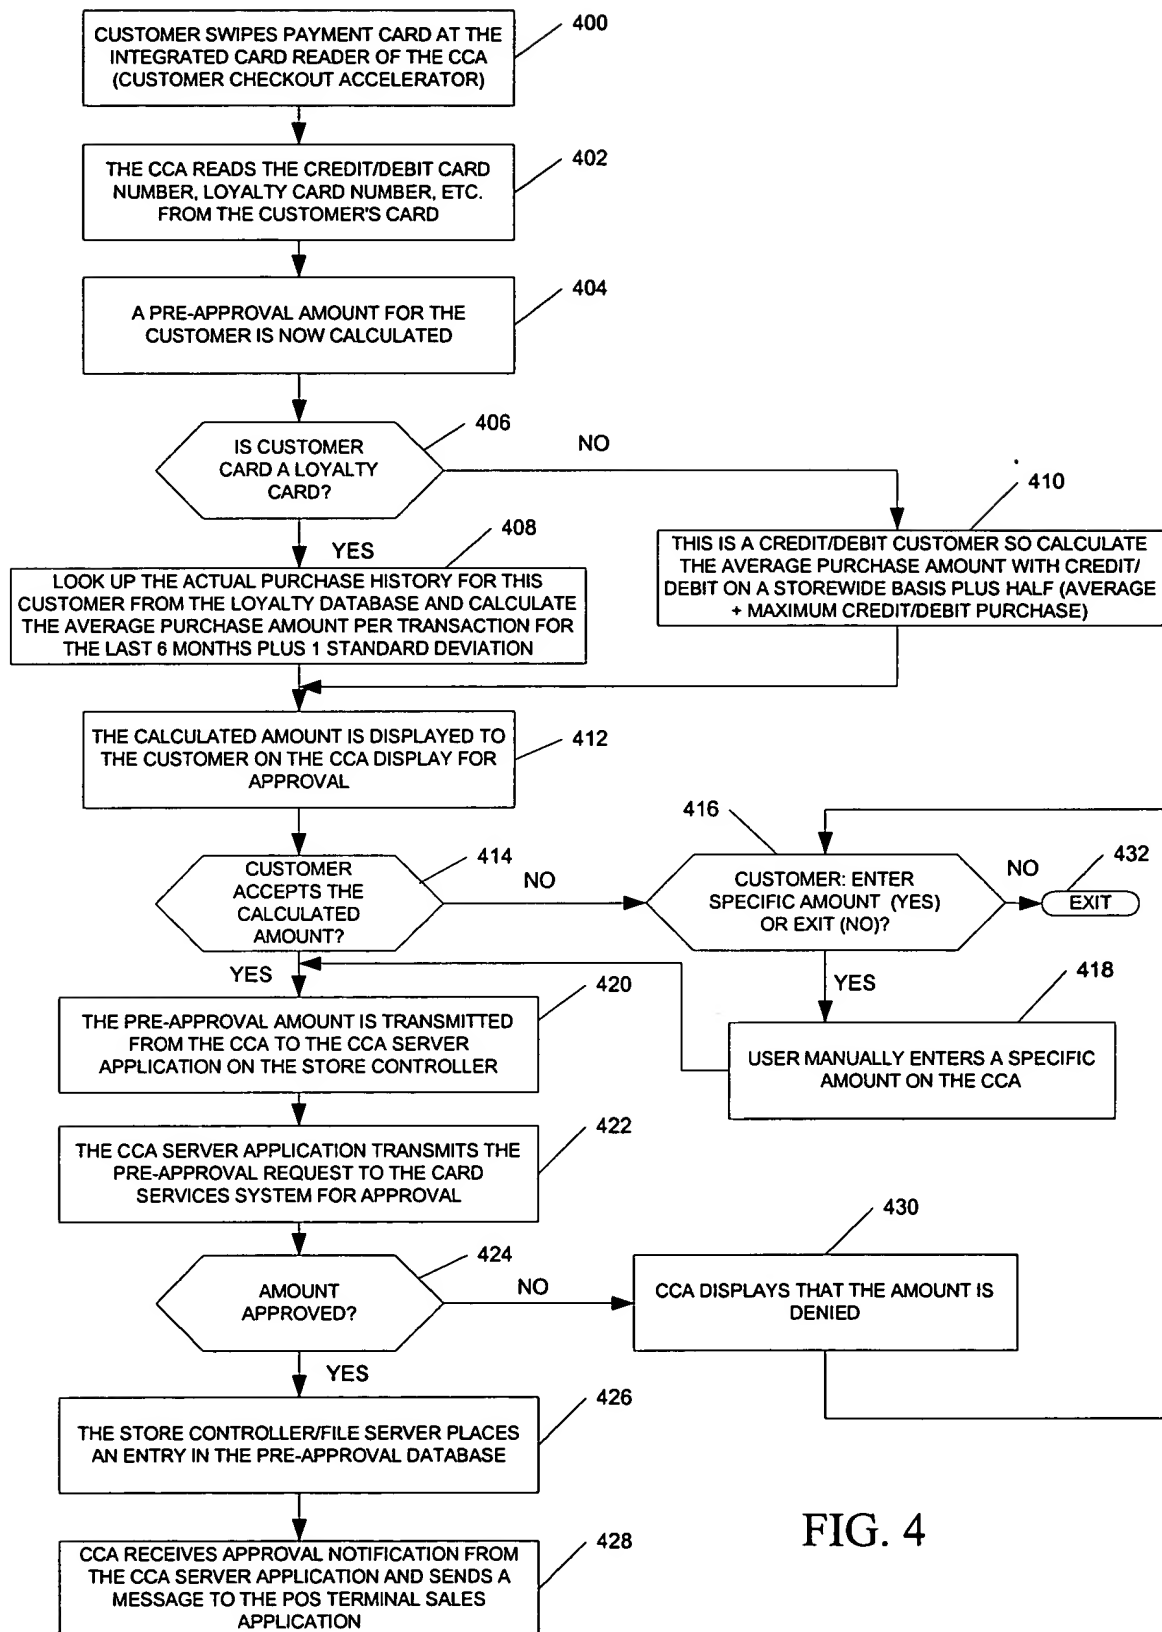 CUSTOMER SWIPES PAYMENT CARD AT THE
INTEGRATED CARD READER OF THE CCA
(CUSTOMER CHECKOUT ACCELERATOR)
400
THE CCA READS THE CREDIT/DEBIT CARD
NUMBER, LOYALTY CARD NUMBER, ETC.
FROM THE CUSTOMER'S CARD
402
A PRE-APPROVAL AMOUNT FOR THE
CUSTOMER IS NOW CALCULATED
404
IS CUSTOMER
CARD A LOYALTY
CARD?
406
NO
YES
408
LOOK UP THE ACTUAL PURCHASE HISTORY FOR THIS
CUSTOMER FROM THE LOYALTY DATABASE AND CALCULATE
THE AVERAGE PURCHASE AMOUNT PER TRANSACTION FOR
THE LAST 6 MONTHS PLUS 1 STANDARD DEVIATION
410
THIS IS A CREDIT/DEBIT CUSTOMER SO CALCULATE
THE AVERAGE PURCHASE AMOUNT WITH CREDIT/
DEBIT ON A STOREWIDE BASIS PLUS HALF (AVERAGE
+ MAXIMUM CREDIT/DEBIT PURCHASE)
THE CALCULATED AMOUNT IS DISPLAYED TO
THE CUSTOMER ON THE CCA DISPLAY FOR
APPROVAL
412
CUSTOMER
ACCEPTS THE
CALCULATED
AMOUNT?
414
NO
YES
416
CUSTOMER: ENTER
SPECIFIC AMOUNT (YES)
OR EXIT (NO)?
NO
432
EXIT
YES
418
USER MANUALLY ENTERS A SPECIFIC
AMOUNT ON THE CCA
420
THE PRE-APPROVAL AMOUNT IS TRANSMITTED
FROM THE CCA TO THE CCA SERVER
APPLICATION ON THE STORE CONTROLLER
THE CCA SERVER APPLICATION TRANSMITS THE
PRE-APPROVAL REQUEST TO THE CARD
SERVICES SYSTEM FOR APPROVAL
422
AMOUNT
APPROVED?
424
NO
YES
430
CCA DISPLAYS THAT THE AMOUNT IS
DENIED
THE STORE CONTROLLER/FILE SERVER PLACES
AN ENTRY IN THE PRE-APPROVAL DATABASE
426
CCA RECEIVES APPROVAL NOTIFICATION FROM
THE CCA SERVER APPLICATION AND SENDS A
MESSAGE TO THE POS TERMINAL SALES
APPLICATION
428
FIG. 4